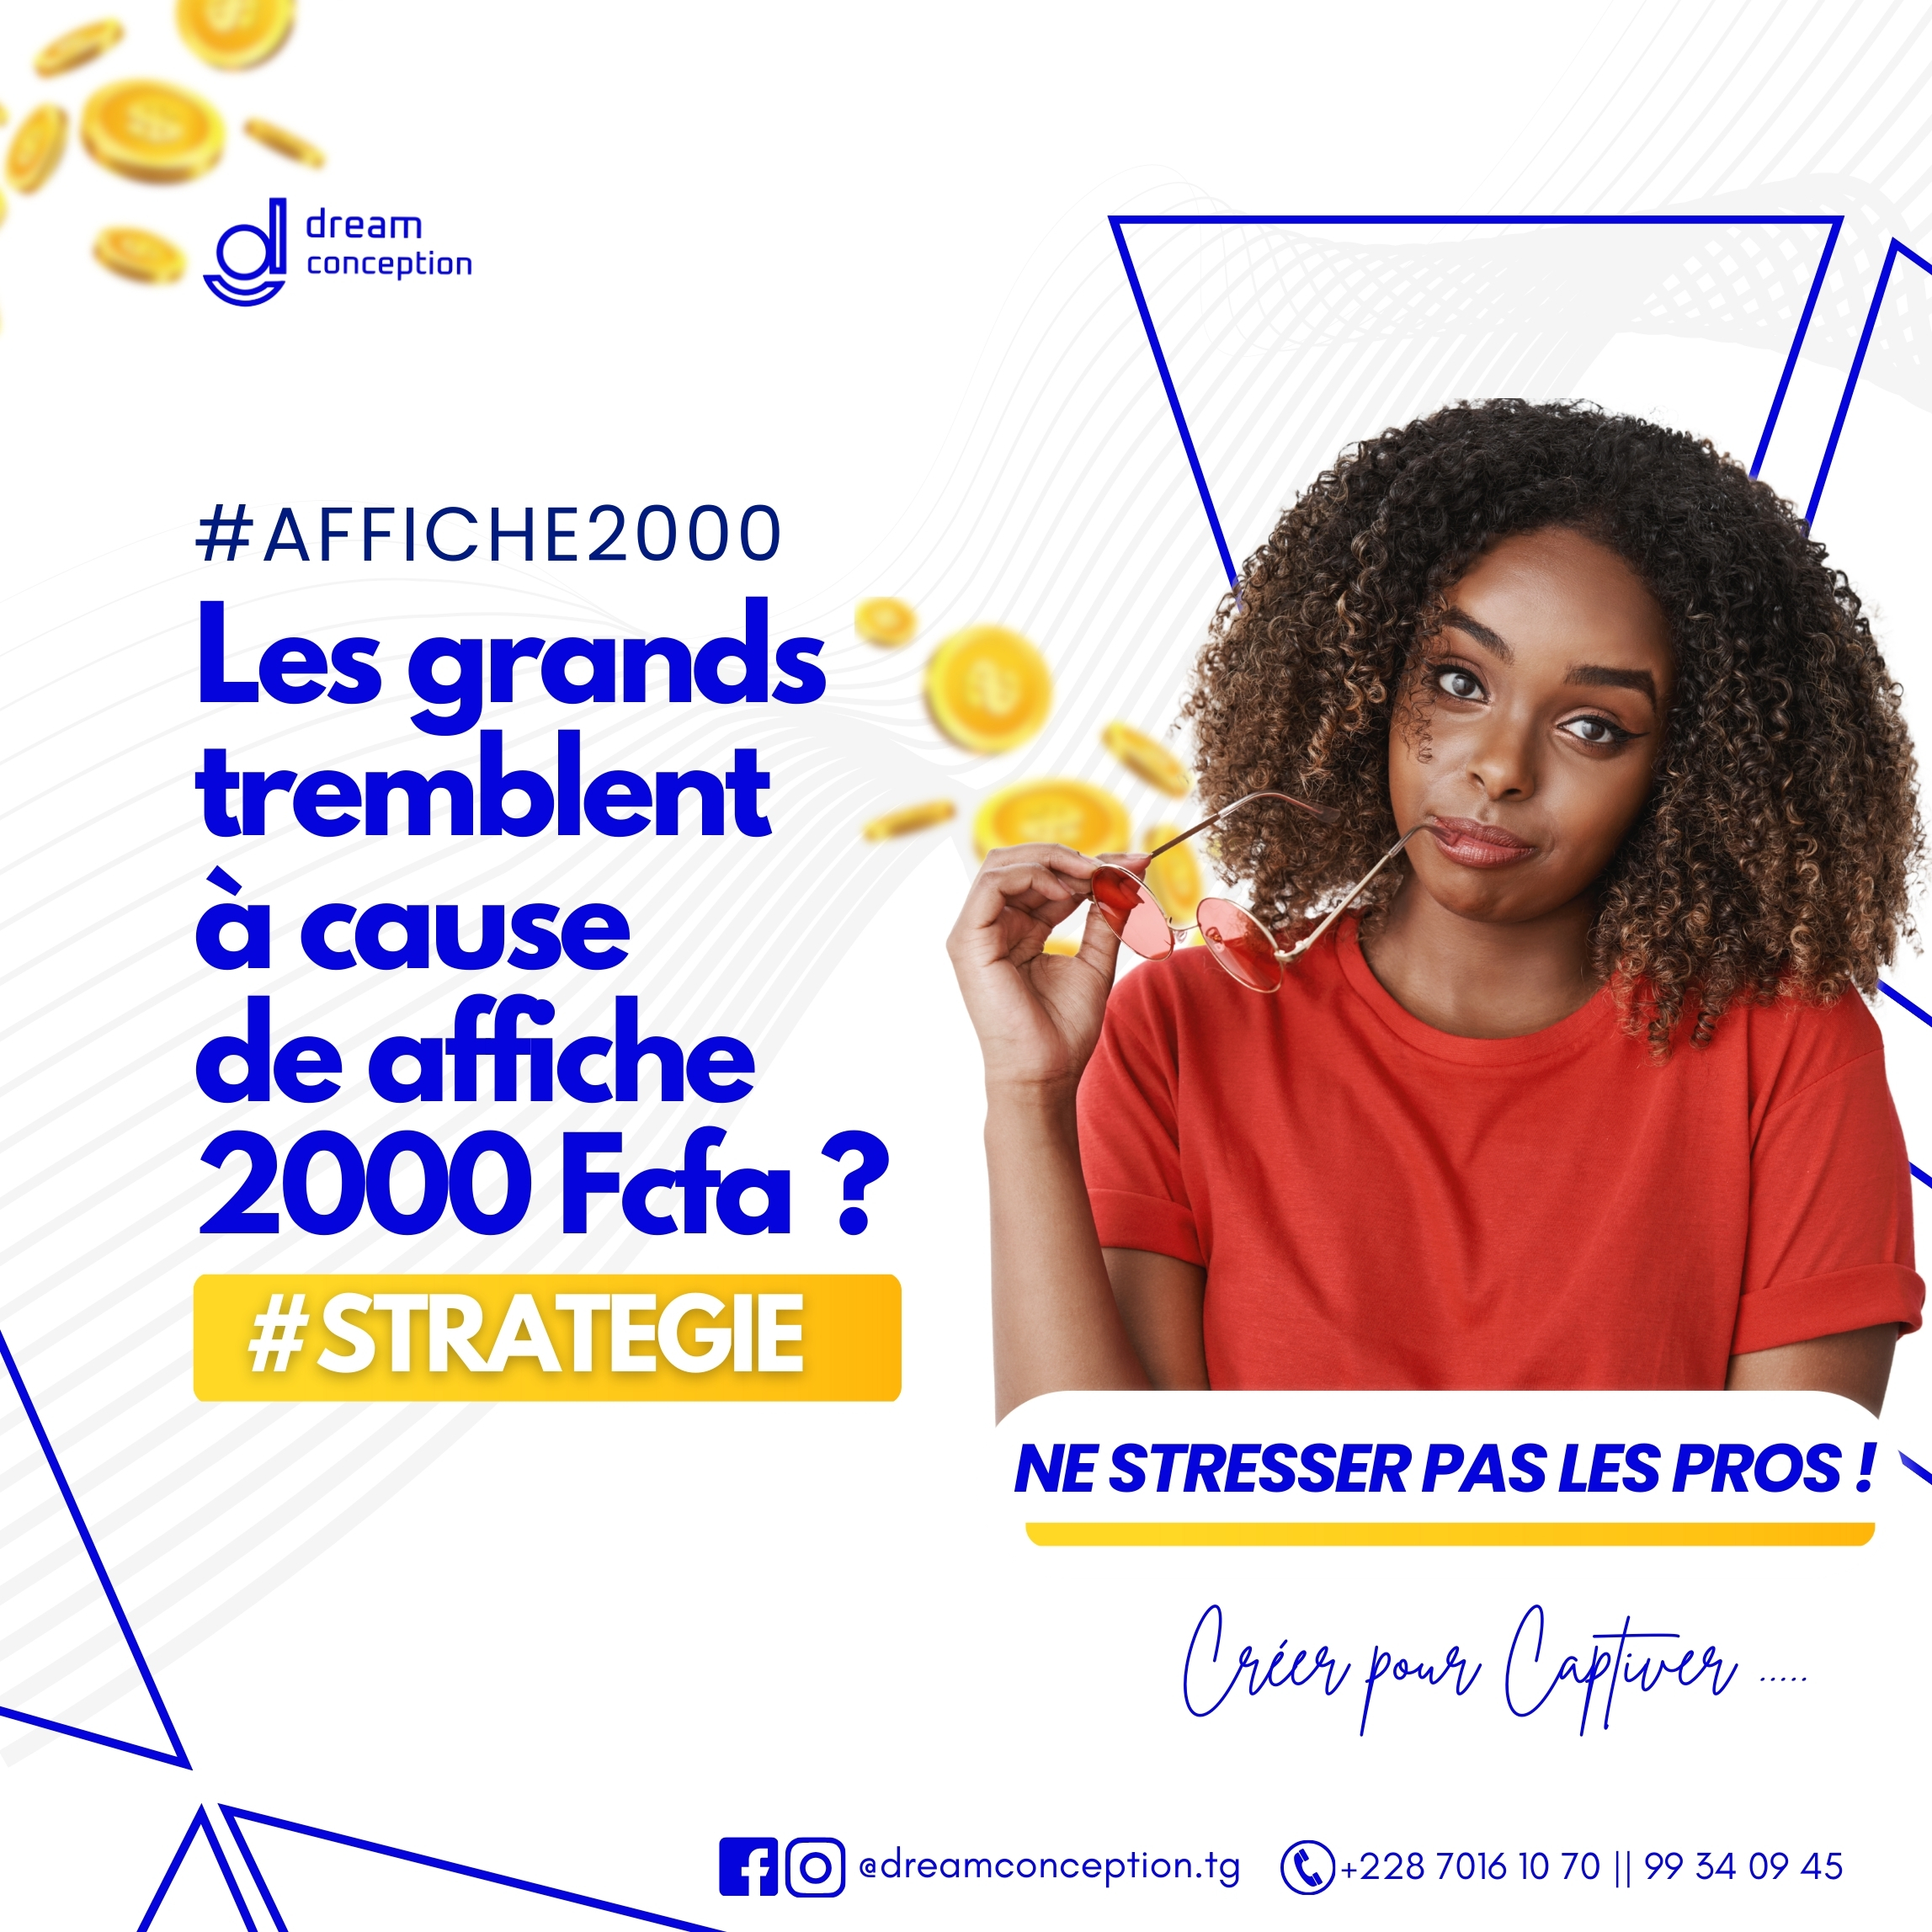 dream
conception
#AFFICHE2000
Les grands
tremblent
à cause
de affiche
2000 Fcfa ?
#STRATEGIE
NE STRESSER PAS LES PROS !
Créer pour Captiver .....
@dreamconception.tg
+228 7016 10 70 || 99 34 09 45